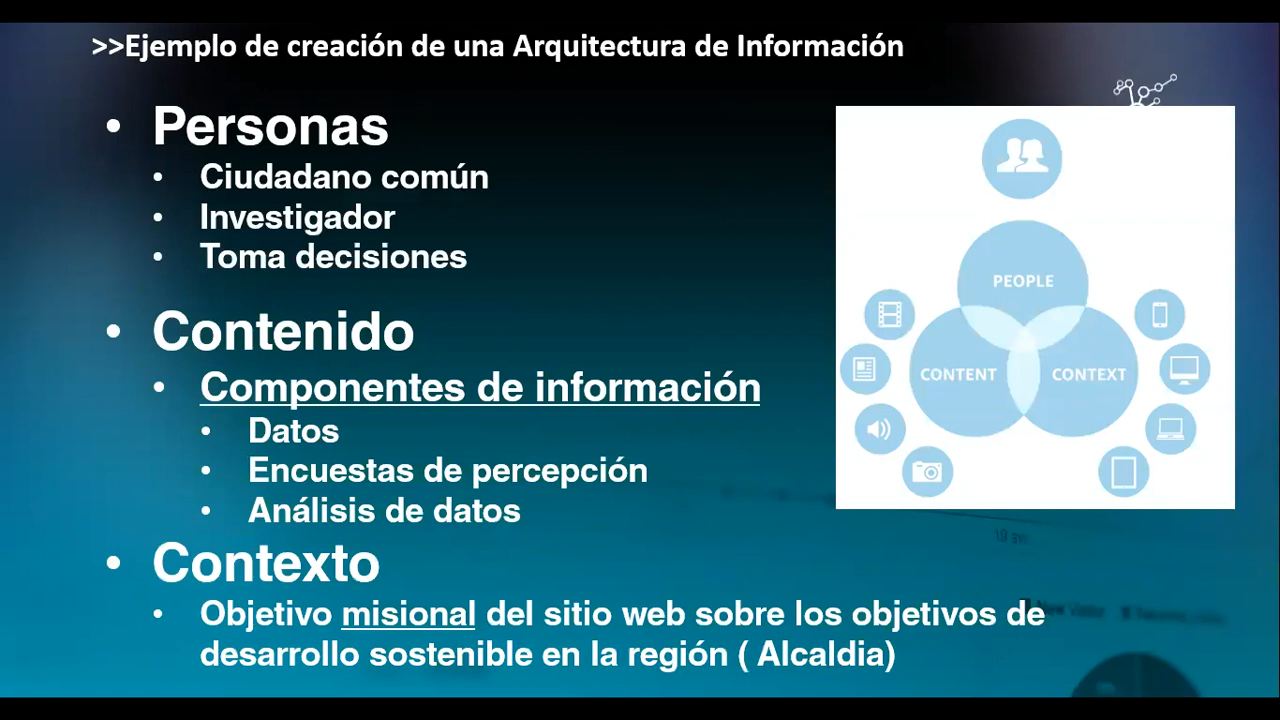 >>Ejemplo de creación de una Arquitectura de Información
• Personas
• Ciudadano común
• Investigador
• Toma decisiones
• Contenido
• Componentes de información
• Datos
• Encuestas de percepción
• Análisis de datos
• Contexto
• Objetivo misional del sitio web sobre los objetivos de
desarrollo sostenible en la región ( Alcaldia)
PEOPLE
CONTENT
CONTEXT